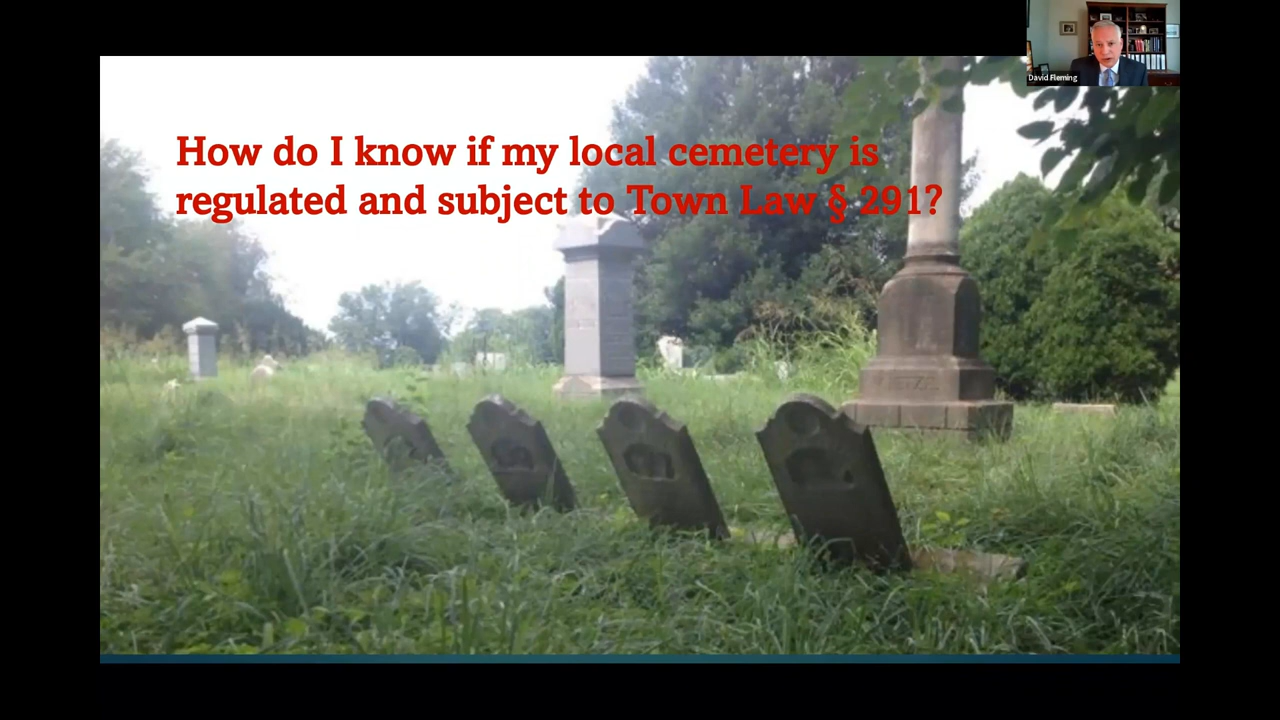 David Fleming
How do I know if my local cemetery is
regulated and subject to Town Law § 291?